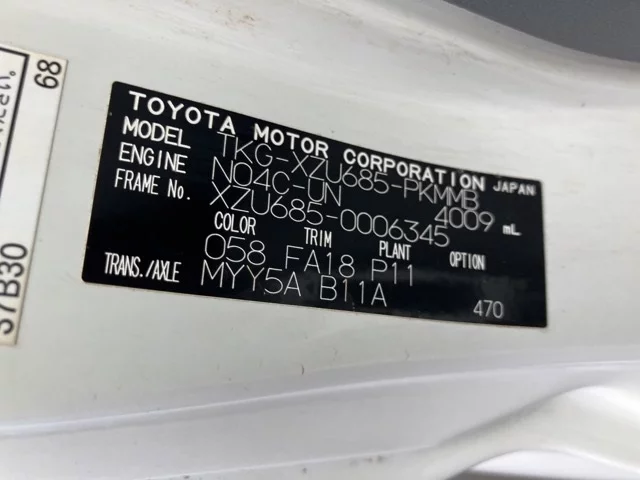 TOYOTA MOTOR CORPORATION JAPAN
MODEL TKG-XZU685-PKMMB
ENGINE N04C-UN 4009 mL
FRAME No. XZU685-0006345
COLOR TRIM PLANT OPTION
058 FA18 P11
TRANS./AXLE MYY5A B11A
470
68
S7B30